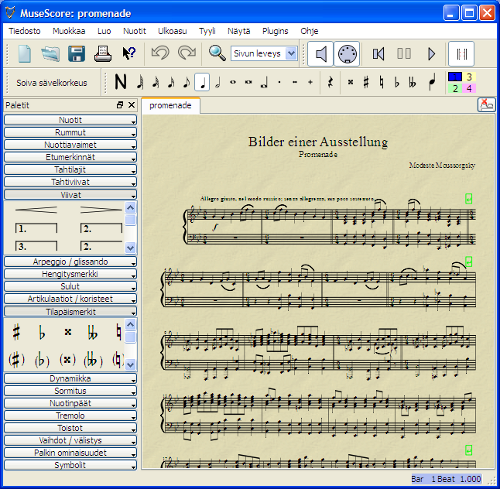 MuseScore: promenade
Tiedosto Muokkaa Luo Nuotit Ulkoasu Tyyli Näytä Plugins Ohje
Sivun leveys
Soiva sävelkorkeus N 1 3 2 4
Paletit promenade
Nuotit
Rummut
Nuottiavaimet
Etumerkinnät
Tahtilajit
Tahtiviivat
Viivat
1. 2.
3. 2.
Arpeggio / glissando
Hengitysmerkki
Sulut
Artikulaatiot / koristeet
Tilapäismerkit
Dynamiikka
Sormitus
Nuotinpäät
Tremolo
Toistot
Vaihdot / välistys
Palkin ominaisuudet
Symbolit
Bilder einer Ausstellung
Promenade
Modeste Moussorgsky
Allegro giusto, nel modo russico; senza allegrezza, ma poco sostenuto.
f
Bar 1 Beat 1.000